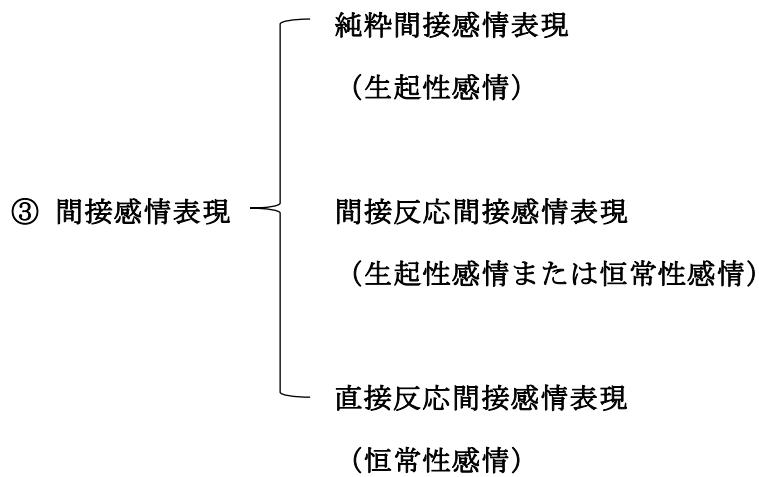 純粋間接感情表現
（生起性感情）
③ 間接感情表現
間接反応間接感情表現
（生起性感情または恒常性感情）
直接反応間接感情表現
（恒常性感情）